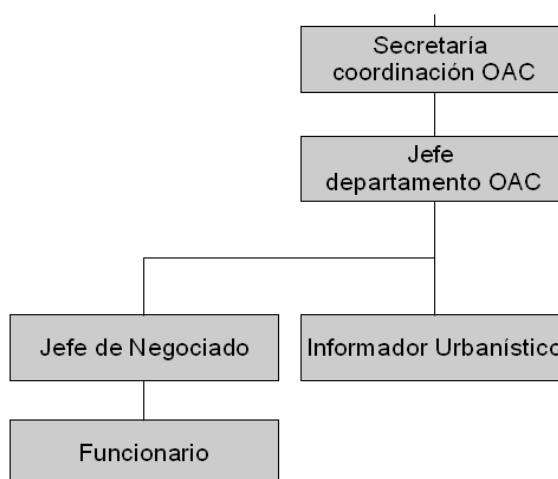 Secretaría
coordinación OAC
Jefe
departamento OAC
Jefe de Negociado
Informador Urbanístico
Funcionario